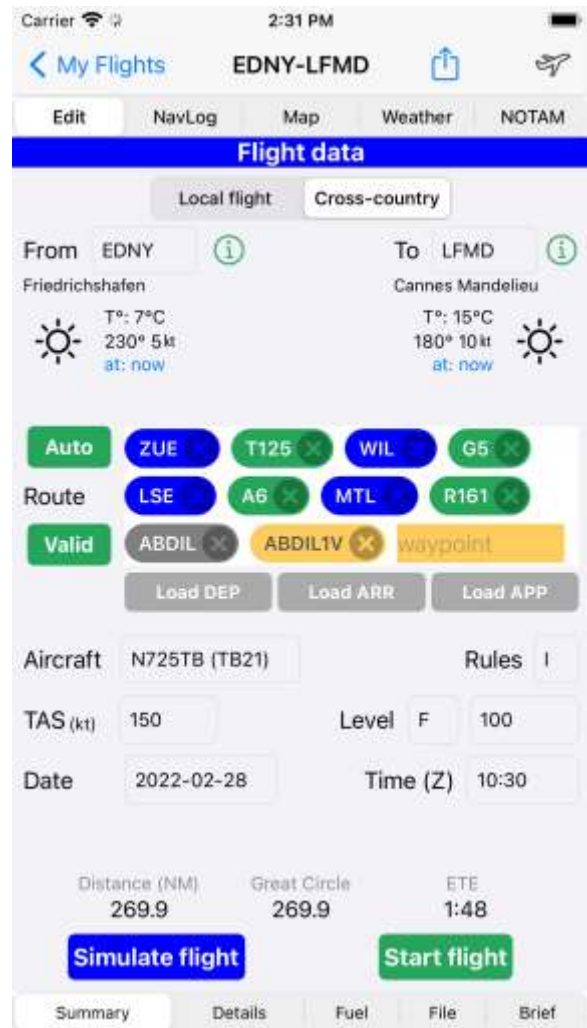 Carrier 2:31 PM
My Flights EDNY-LFMD
Edit NavLog Map Weather NOTAM
Flight data
Local flight Cross-country
From EDNY To LFMD
Friedrichshafen Cannes Mandelieu
T°: 7°C T°: 15°C
230° 5 kt 180° 10 kt
at: now at: now
Auto ZUE T125 WIL G5
Route LSE A6 MTL R161
Valid ABDIL ABDIL1V waypoint
Load DEP Load ARR Load APP
Aircraft N725TB (TB21) Rules I
TAS (kt) 150 Level F 100
Date 2022-02-28 Time (Z) 10:30
Distance (NM) Great Circle ETE
269.9 269.9 1:48
Simulate flight Start flight
Summary Details Fuel File Brief